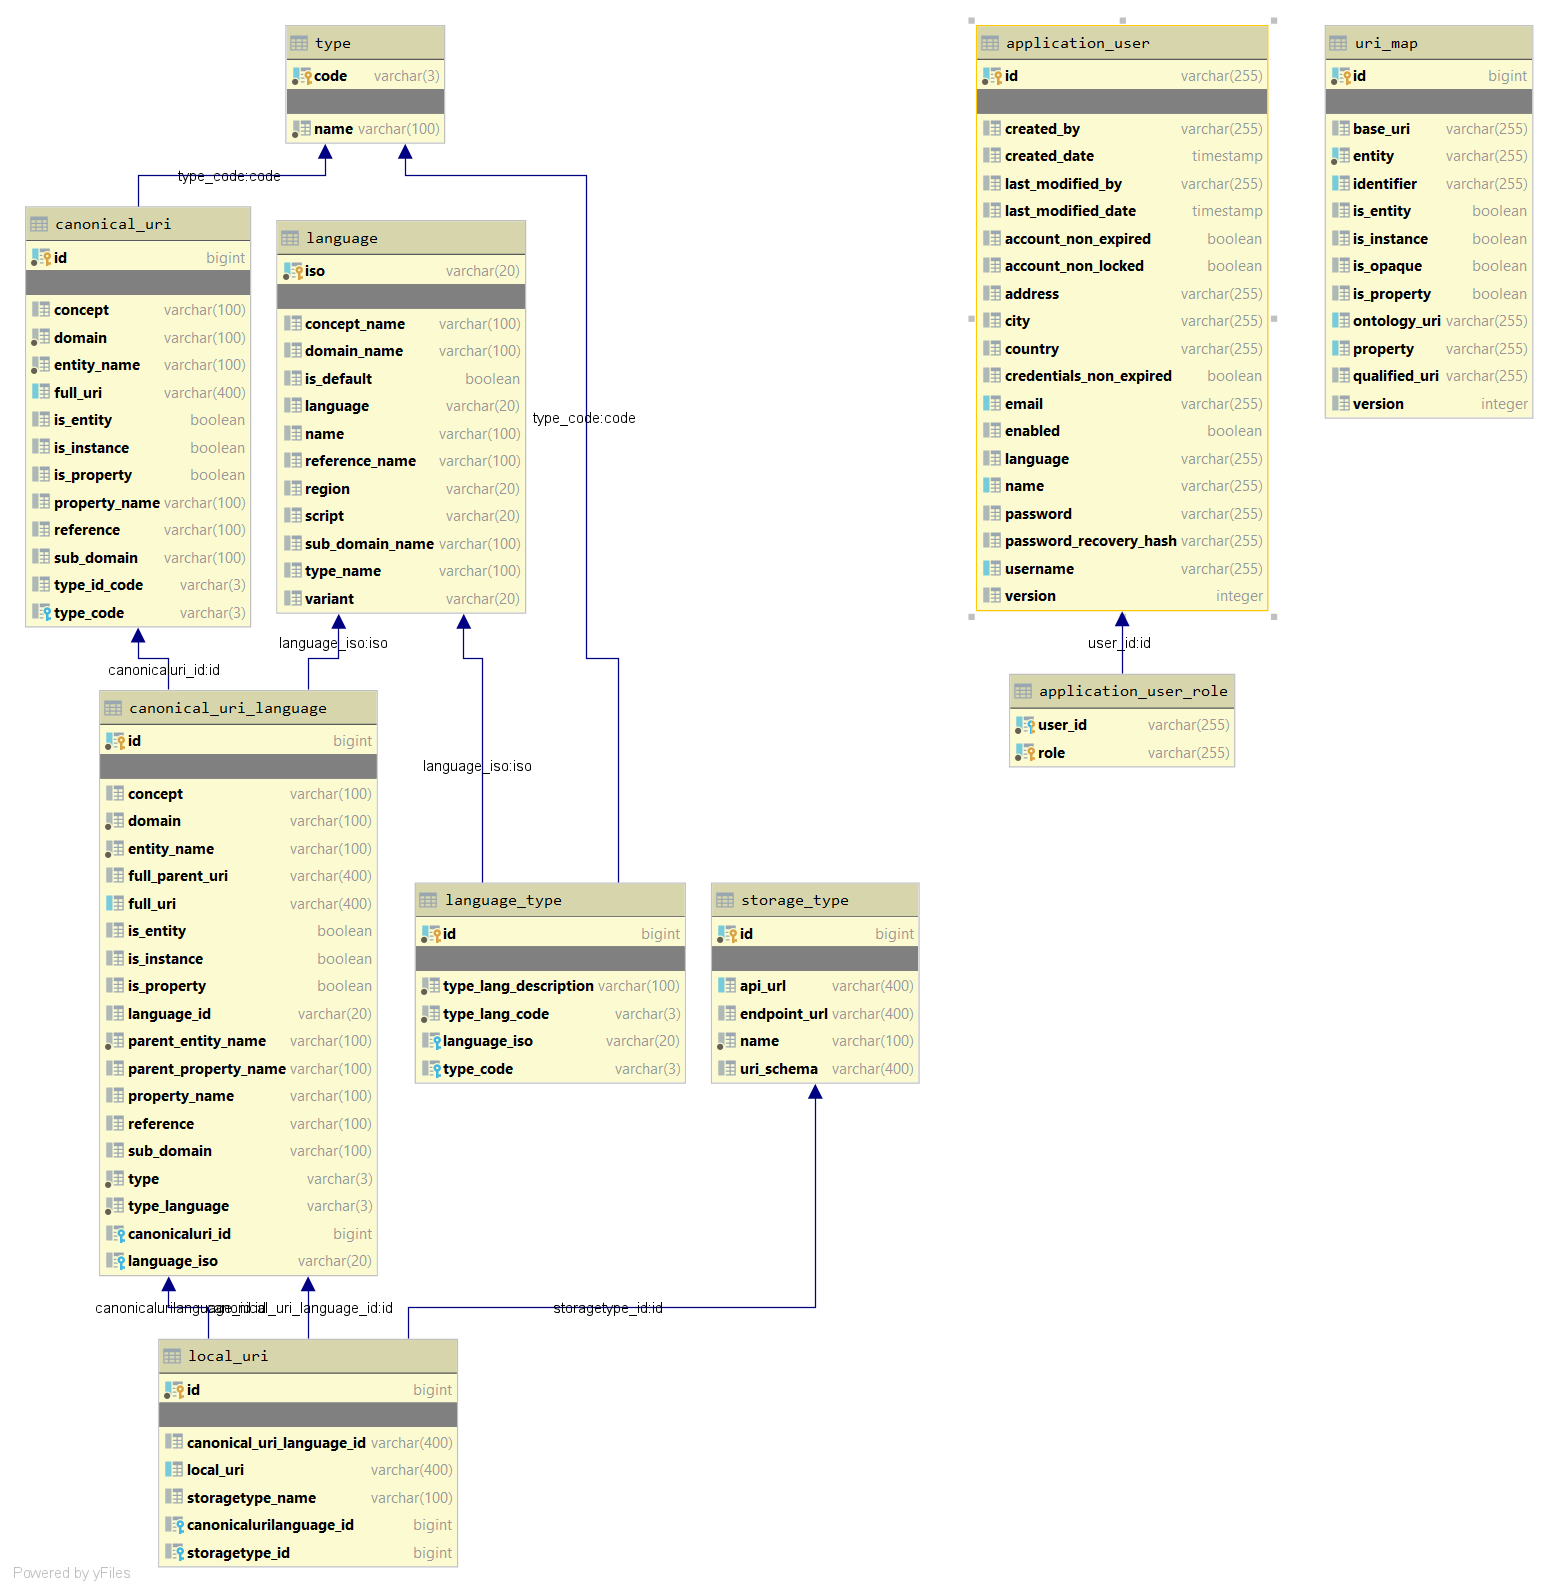 type
code varchar(3)
name varchar(100)
type_code:code
canonical_uri
id bigint
concept varchar(100)
domain varchar(100)
entity_name varchar(100)
full_uri varchar(400)
is_entity boolean
is_instance boolean
is_property boolean
property_name varchar(100)
reference varchar(100)
sub_domain varchar(100)
type_id_code varchar(3)
type_code varchar(3)
language
iso varchar(20)
concept_name varchar(100)
domain_name varchar(100)
is_default boolean
language varchar(20)
name varchar(100)
reference_name varchar(100)
region varchar(20)
script varchar(20)
sub_domain_name varchar(100)
type_name varchar(100)
variant varchar(20)
type_code:code
canonicaluri_id:id
language_iso:iso
language_iso:iso
canonical_uri_language
id bigint
concept varchar(100)
domain varchar(100)
entity_name varchar(100)
full_parent_uri varchar(400)
full_uri varchar(400)
is_entity boolean
is_instance boolean
is_property boolean
language_id varchar(20)
parent_entity_name varchar(100)
parent_property_name varchar(100)
property_name varchar(100)
reference varchar(100)
sub_domain varchar(100)
type varchar(3)
type_language varchar(3)
canonicaluri_id bigint
language_iso varchar(20)
language_type
id bigint
type_lang_description varchar(100)
type_lang_code varchar(3)
language_iso varchar(20)
type_code varchar(3)
storage_type
id bigint
api_url varchar(400)
endpoint_url varchar(400)
name varchar(100)
uri_schema varchar(400)
canonicalurilanguage_id:id
canonical_uri_language_id:id
storagetype_id:id
local_uri
id bigint
canonical_uri_language_id varchar(400)
local_uri varchar(400)
storagetype_name varchar(100)
canonicalurilanguage_id bigint
storagetype_id bigint
application_user
id varchar(255)
created_by varchar(255)
created_date timestamp
last_modified_by varchar(255)
last_modified_date timestamp
account_non_expired boolean
account_non_locked boolean
address varchar(255)
city varchar(255)
country varchar(255)
credentials_non_expired boolean
email varchar(255)
enabled boolean
language varchar(255)
name varchar(255)
password varchar(255)
password_recovery_hash varchar(255)
username varchar(255)
version integer
user_id:id
application_user_role
user_id varchar(255)
role varchar(255)
uri_map
id bigint
base_uri varchar(255)
entity varchar(255)
identifier varchar(255)
is_entity boolean
is_instance boolean
is_opaque boolean
is_property boolean
ontology_uri varchar(255)
property varchar(255)
qualified_uri varchar(255)
version integer
Powered by yFiles